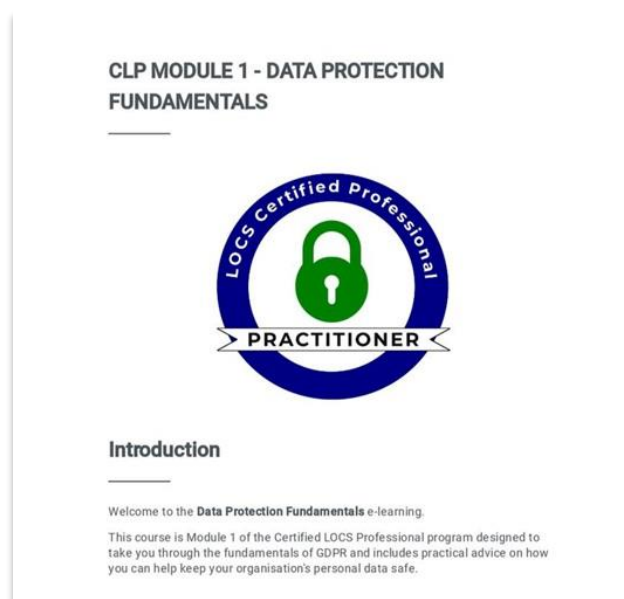 CLP MODULE 1 - DATA PROTECTION
FUNDAMENTALS
LOCS Certified Professional
PRACTITIONER
Introduction
Welcome to the Data Protection Fundamentals e-learning.
This course is Module 1 of the Certified LOCS Professional program designed to
take you through the fundamentals of GDPR and includes practical advice on how
you can help keep your organisation's personal data safe.